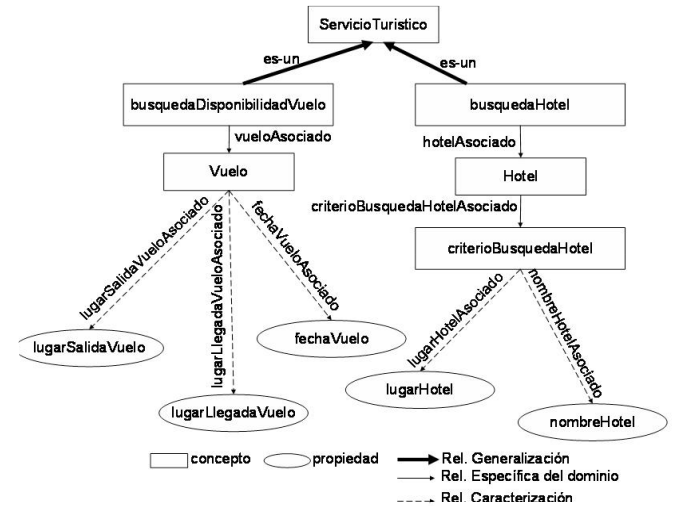 ServicioTuristico
es-un
es-un
busquedaDisponibilidadVuelo
busquedaHotel
vueloAsociado
hotelAsociado
Vuelo
Hotel
criterioBusquedaHotelAsociado
criterioBusquedaHotel
lugarSalidaVueloAsociado
lugarLlegadaVueloAsociado
fechaVueloAsociado
lugarHotelAsociado
nombreHotelAsociado
lugarSalidaVuelo
fechaVuelo
lugarHotel
lugarLlegadaVuelo
nombreHotel
concepto
propiedad
Rel. Generalización
Rel. Específica del dominio
Rel. Caracterización